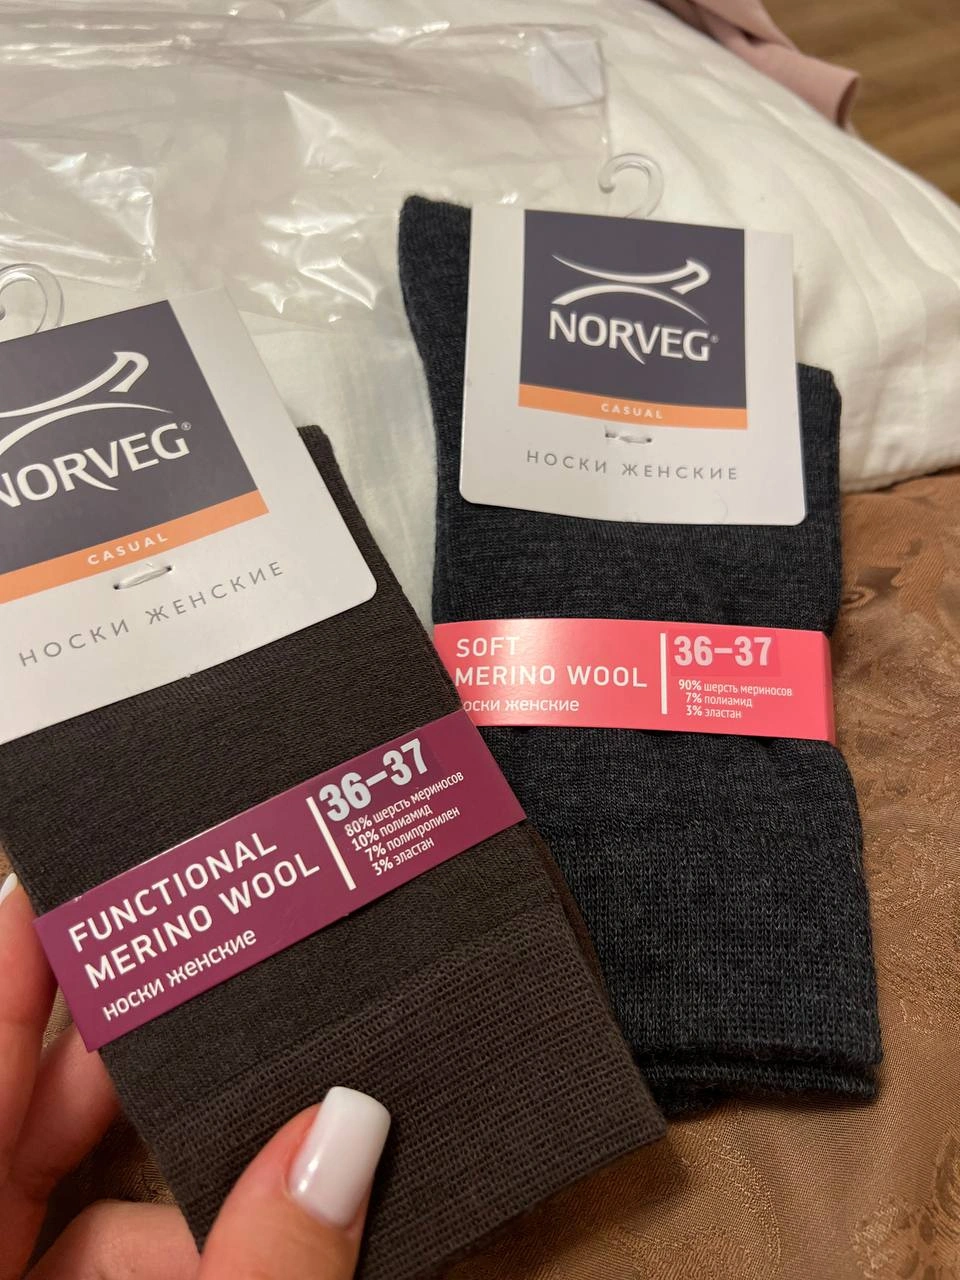 NORVEG®
CASUAL
НОСКИ ЖЕНСКИЕ
SOFT
MERINO WOOL
оски женские
36–37
90% шерсть мериносов
7% полиамид
3% эластан
NORVEG®
CASUAL
НОСКИ ЖЕНСКИЕ
FUNCTIONAL
MERINO WOOL
носки женские
36–37
80% шерсть мериносов
10% полиамид
7% полипропилен
3% эластан